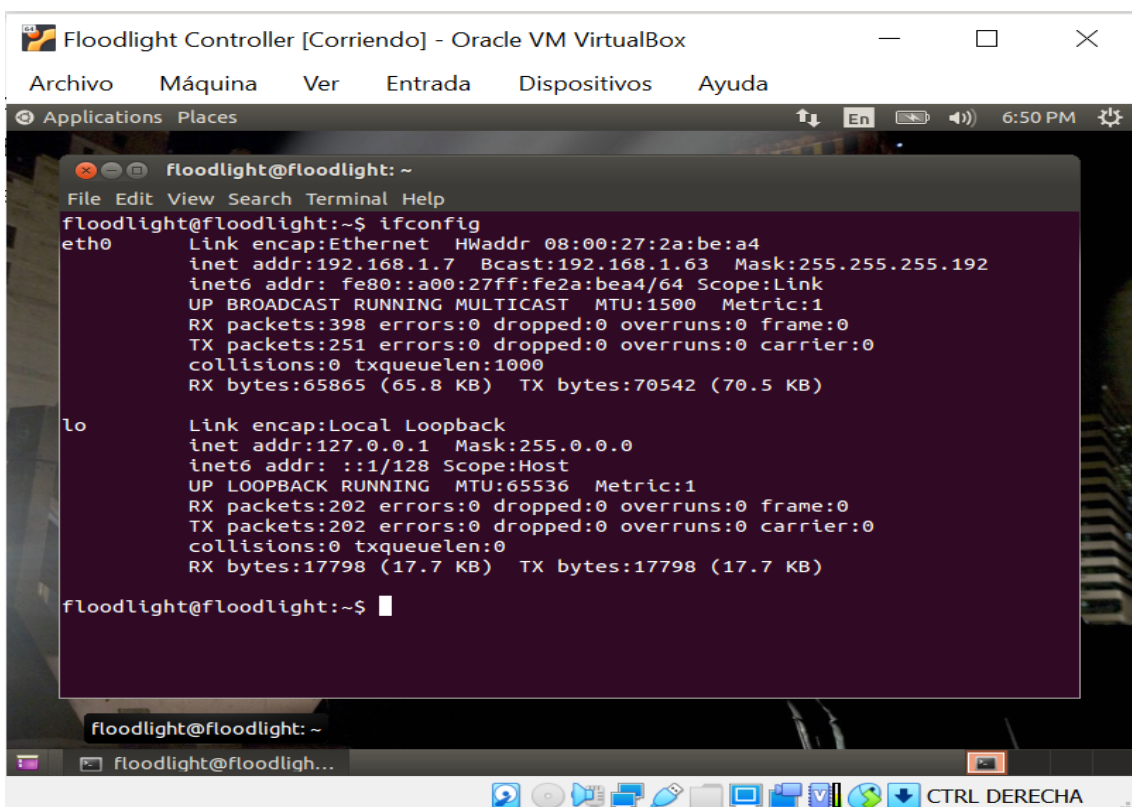 Floodlight Controller [Corriendo] - Oracle VM VirtualBox
Archivo Máquina Ver Entrada Dispositivos Ayuda
Applications Places En 6:50 PM
floodlight@floodlight: ~
File Edit View Search Terminal Help
floodlight@floodlight:~$ ifconfig
eth0 Link encap:Ethernet HWaddr 08:00:27:2a:be:a4
inet addr:192.168.1.7 Bcast:192.168.1.63 Mask:255.255.255.192
inet6 addr: fe80::a00:27ff:fe2a:bea4/64 Scope:Link
UP BROADCAST RUNNING MULTICAST MTU:1500 Metric:1
RX packets:398 errors:0 dropped:0 overruns:0 frame:0
TX packets:251 errors:0 dropped:0 overruns:0 carrier:0
collisions:0 txqueuelen:1000
RX bytes:65865 (65.8 KB) TX bytes:70542 (70.5 KB)
lo Link encap:Local Loopback
inet addr:127.0.0.1 Mask:255.0.0.0
inet6 addr: ::1/128 Scope:Host
UP LOOPBACK RUNNING MTU:65536 Metric:1
RX packets:202 errors:0 dropped:0 overruns:0 frame:0
TX packets:202 errors:0 dropped:0 overruns:0 carrier:0
collisions:0 txqueuelen:0
RX bytes:17798 (17.7 KB) TX bytes:17798 (17.7 KB)
floodlight@floodlight:~$
floodlight@floodlight: ~
floodlight@floodligh...
CTRL DERECHA